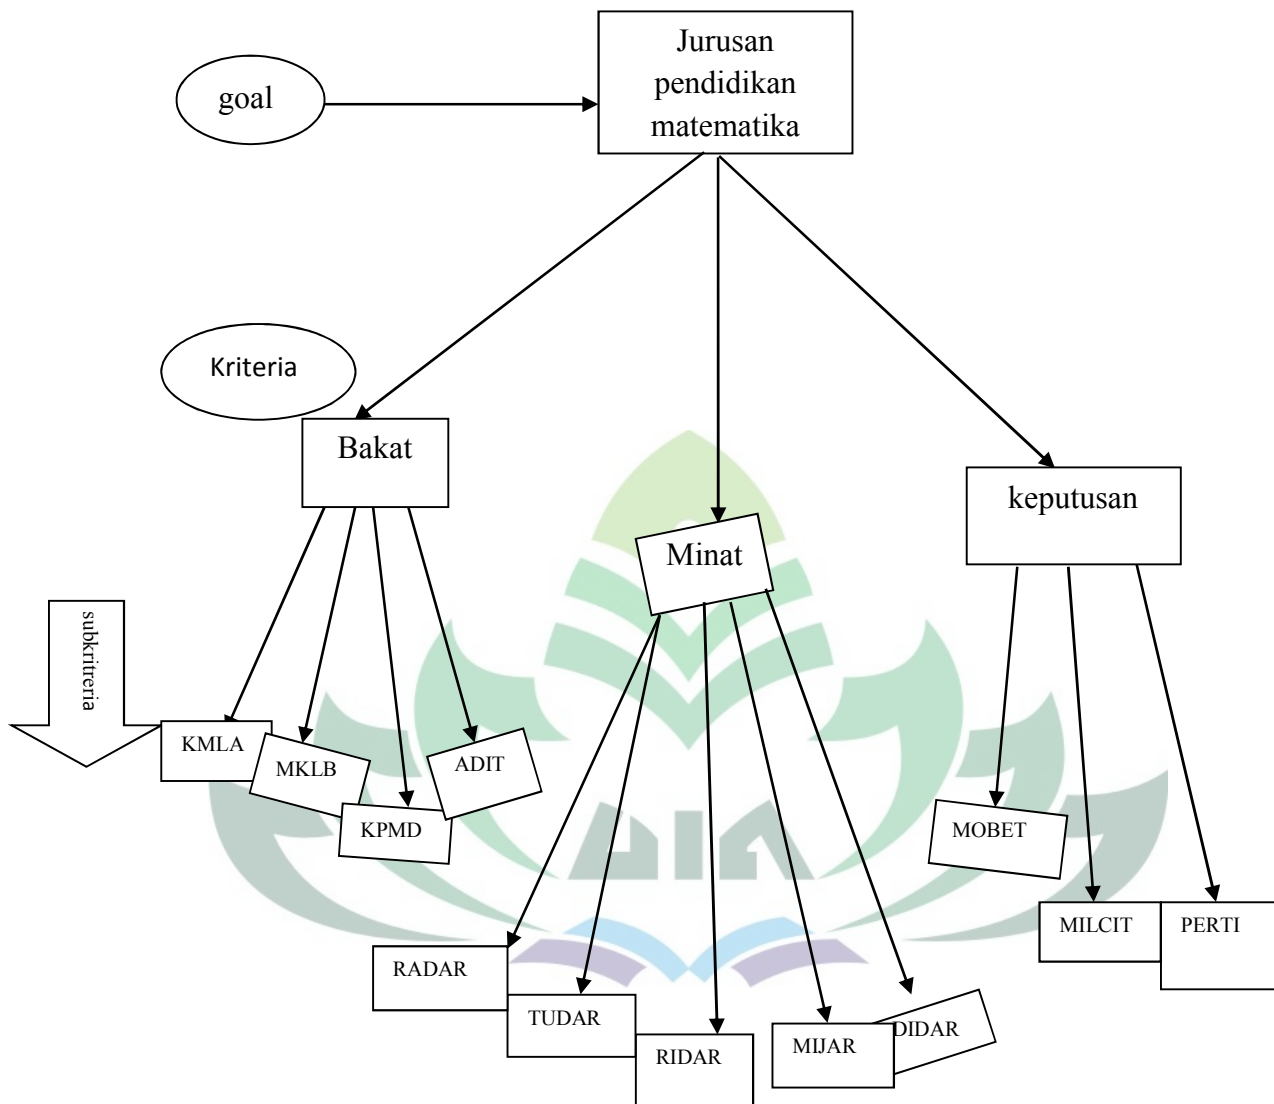 goal
Jurusan
pendidikan
matematika
Kriteria
Bakat
Minat
keputusan
subkritreria
KMLA
MKLB
KPMD
ADIT
RADAR
TUDAR
RIDAR
MIJAR
DIDAR
MOBET
MILCIT
PERTI